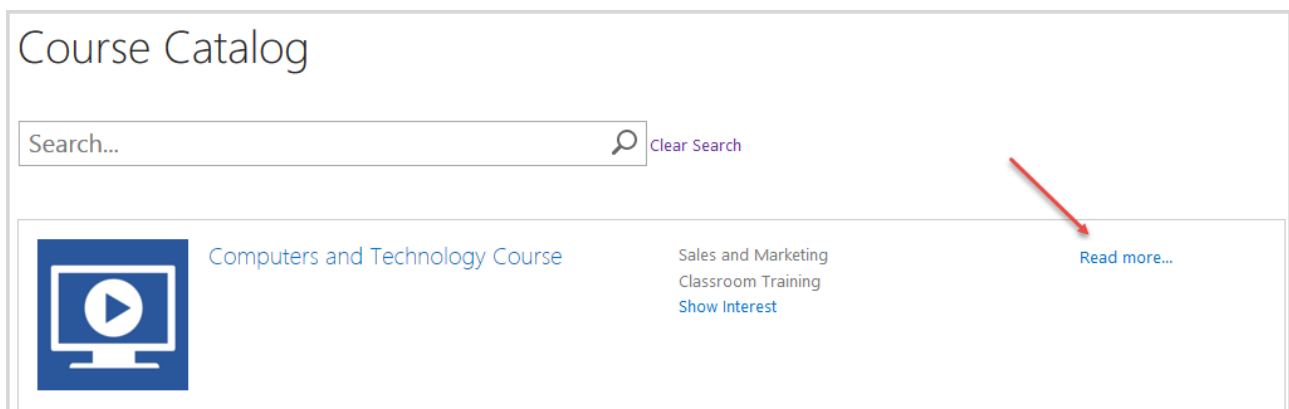 Course Catalog
Search...
Clear Search
Computers and Technology Course
Sales and Marketing
Classroom Training
Show Interest
Read more...